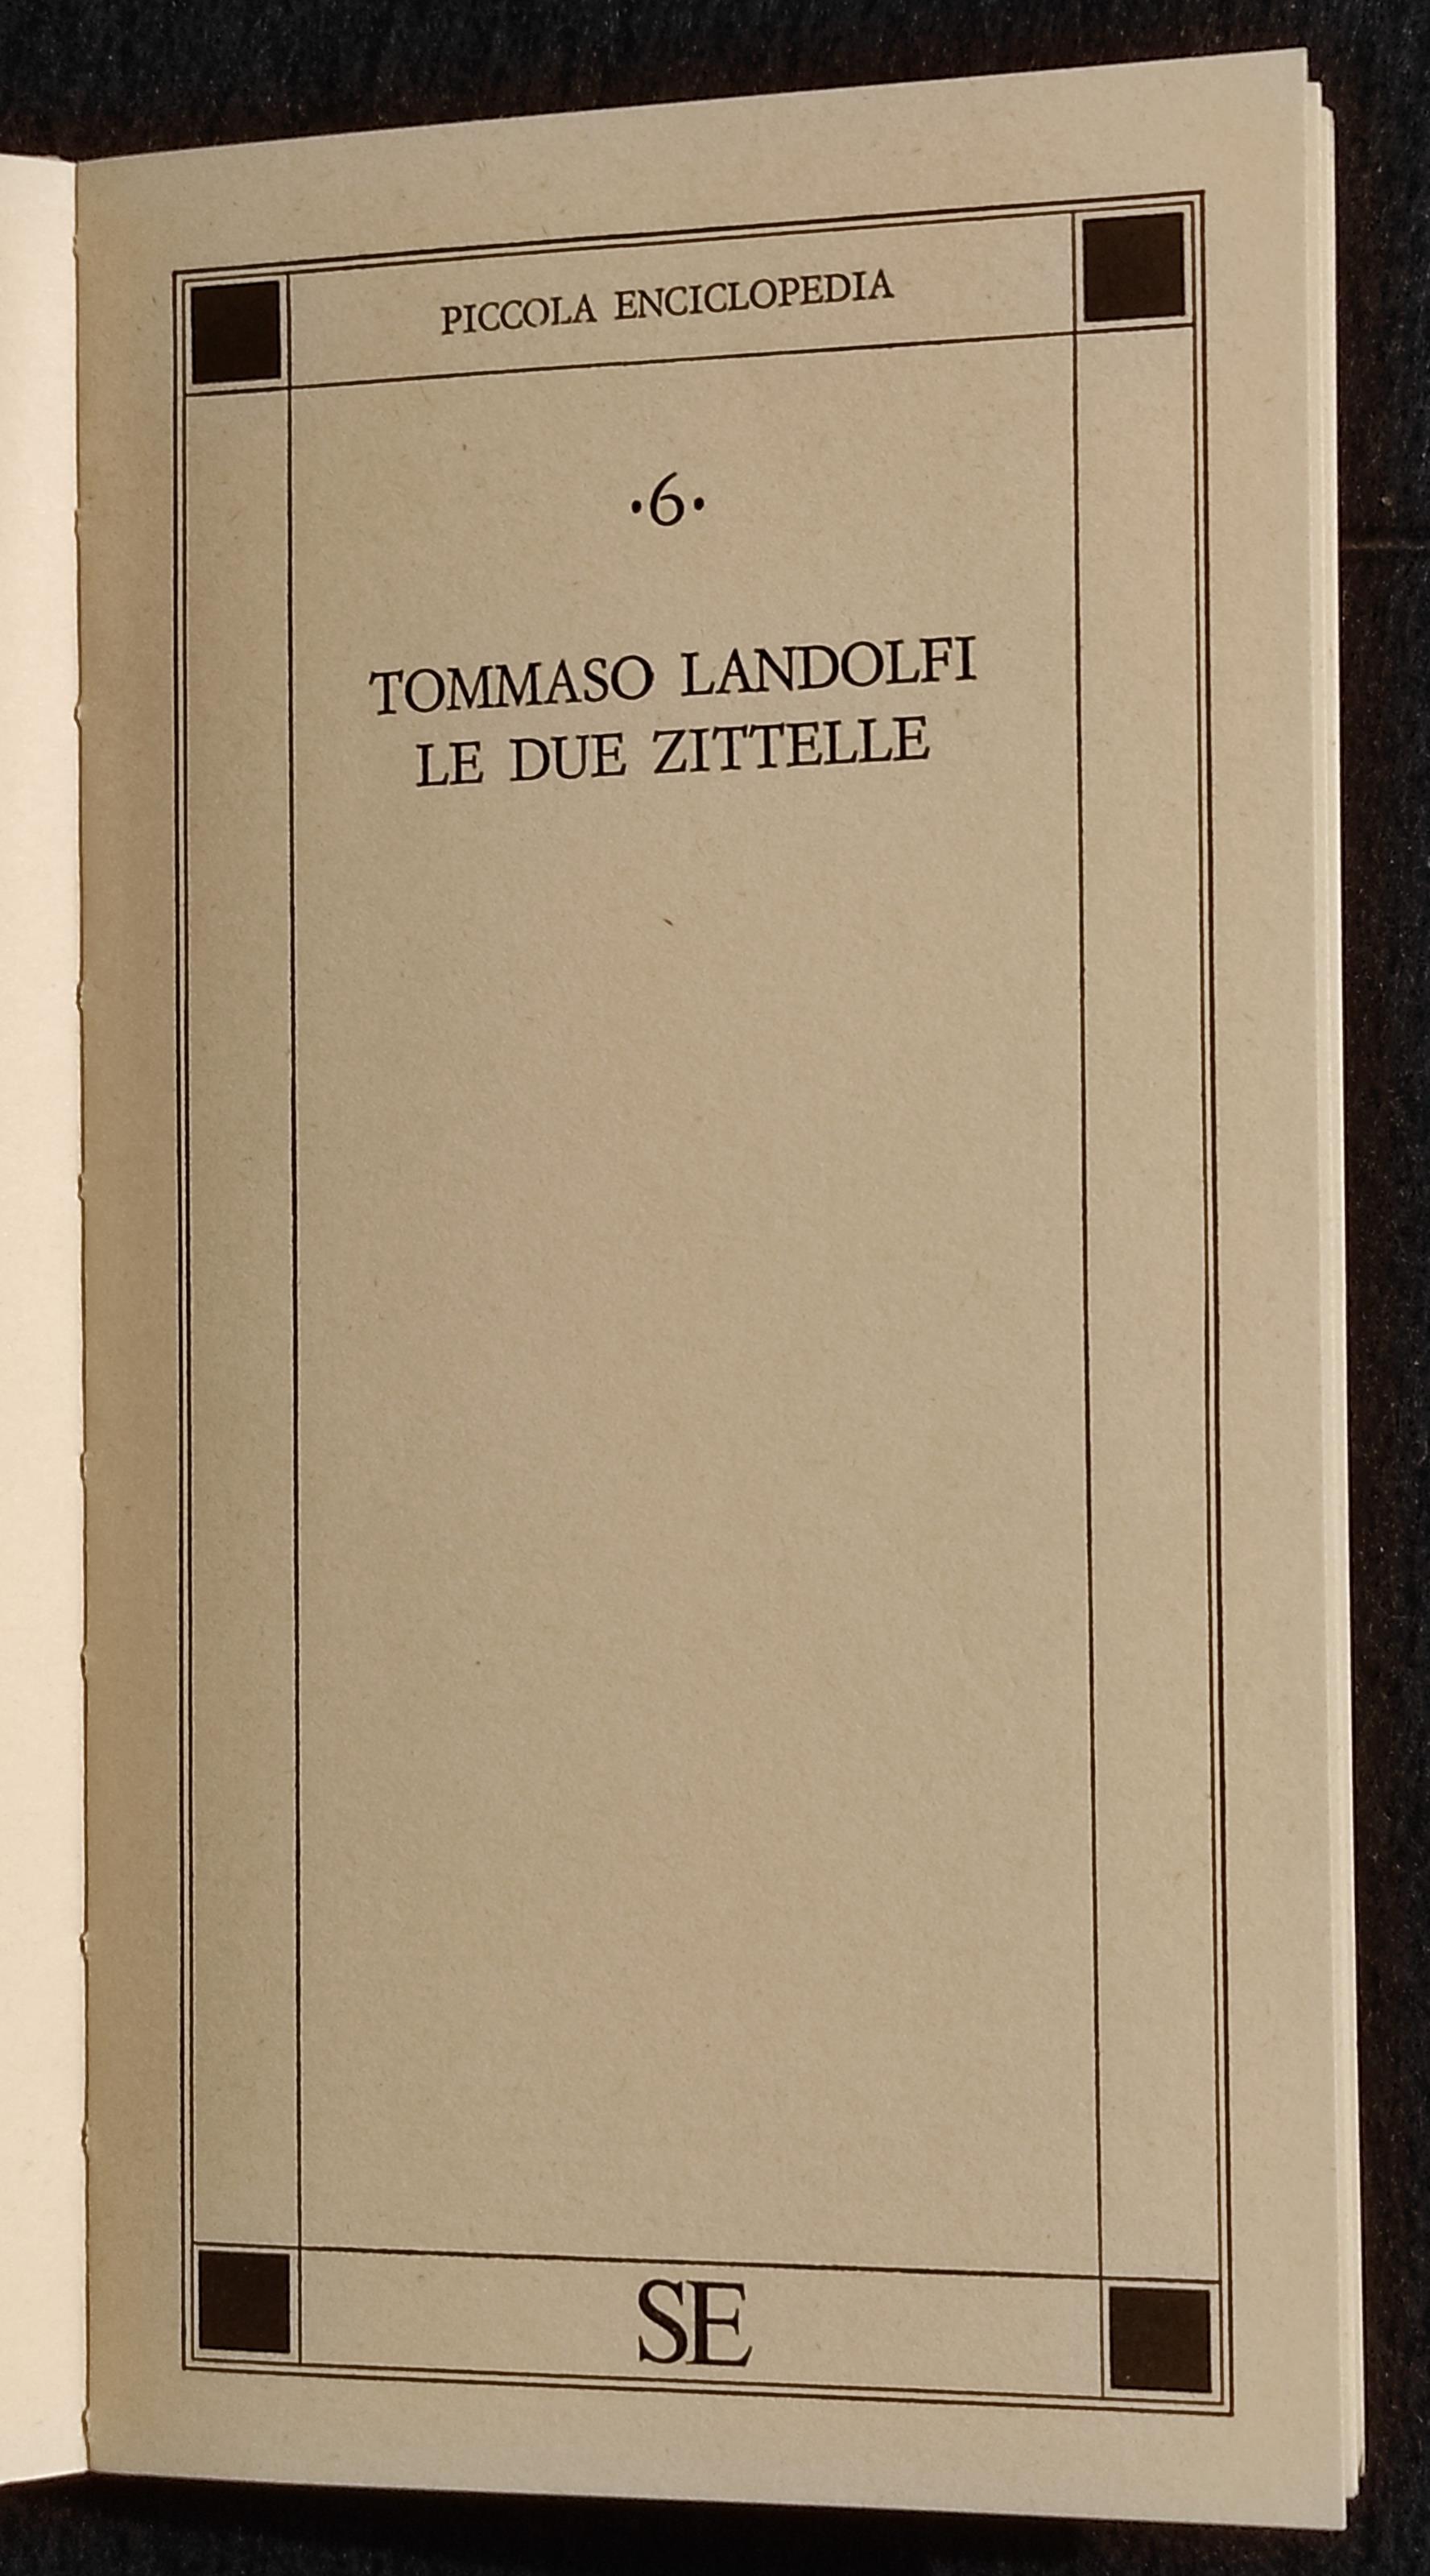 PICCOLA ENCICLOPEDIA
·6·
TOMMASO LANDOLFI
LE DUE ZITTELLE
SE